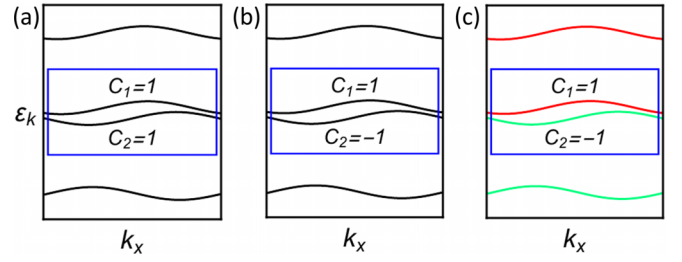 (a) (b) (c)
C₁=1 C₁=1 C₁=1
εₖ
C₂=1 C₂=−1 C₂=−1
kₓ kₓ kₓ